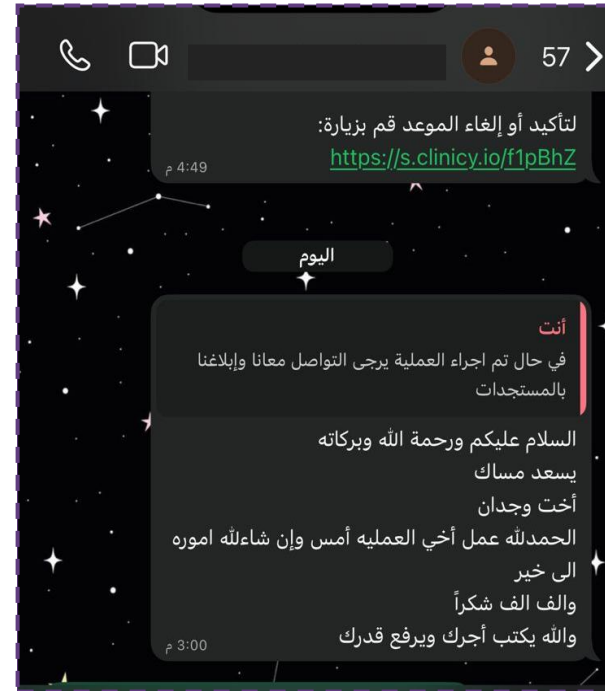 57
لتأكيد أو إلغاء الموعد قم بزيارة:
https://s.clinicy.io/f1pBhZ
4:49 م
اليوم
أنت
في حال تم اجراء العملية يرجى التواصل معانا وإبلاغنا
بالمستجدات
السلام عليكم ورحمة الله وبركاته
يسعد مساك
أخت وجدان
الحمدلله عمل أخي العمليه أمس وإن شاءلله اموره
الى خير
والف الف شكراً
والله يكتب أجرك ويرفع قدرك
3:00 م